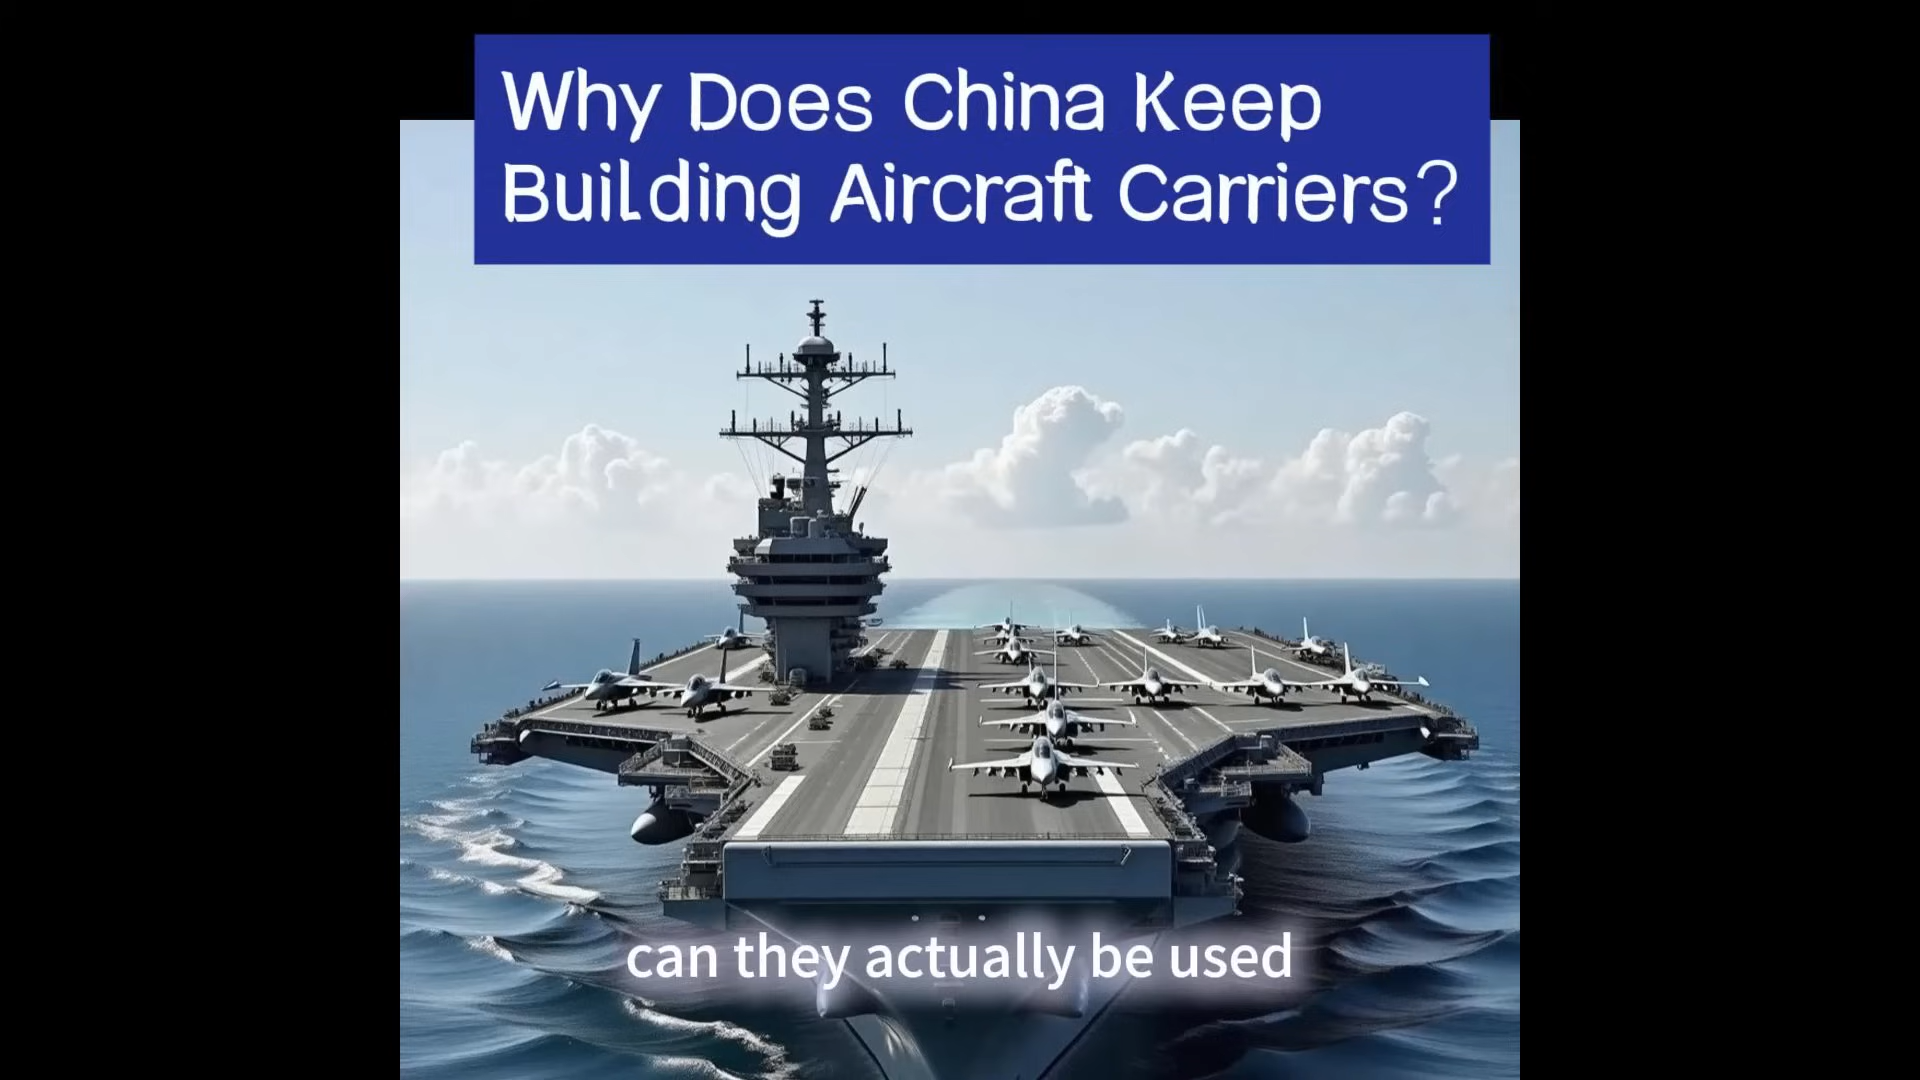 Why Does China Keep
Building Aircraft Carriers?
can they actually be used